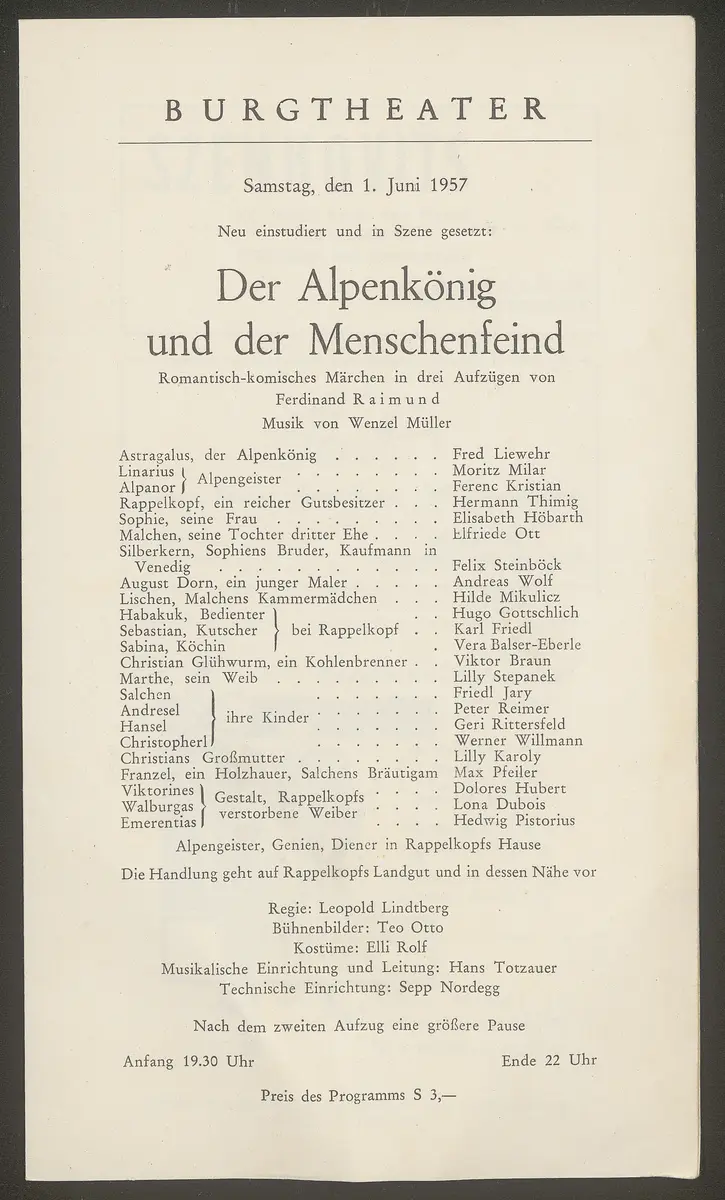 BURGTHEATER
Samstag, den 1. Juni 1957
Neu einstudiert und in Szene gesetzt:
Der Alpenkönig
und der Menschenfeind
Romantisch-komisches Märchen in drei Aufzügen von
Ferdinand Raimund
Musik von Wenzel Müller
Astragalus, der Alpenkönig . . . . . . Fred Liewehr
Linarius } Alpengeister . . . . . . . . Moritz Milar
Alpanor } . . . . . . . . Ferenc Kristian
Rappelkopf, ein reicher Gutsbesitzer . . . Hermann Thimig
Sophie, seine Frau . . . . . . . . . Elisabeth Höbarth
Malchen, seine Tochter dritter Ehe . . . . Elfriede Ott
Silberkern, Sophiens Bruder, Kaufmann in
Venedig . . . . . . . . . . . . Felix Steinböck
August Dorn, ein junger Maler . . . . . Andreas Wolf
Lischen, Malchens Kammermädchen . . . Hilde Mikulicz
Habakuk, Bedienter } . . Hugo Gottschlich
Sebastian, Kutscher } bei Rappelkopf . . Karl Friedl
Sabina, Köchin } . Vera Balser-Eberle
Christian Glühwurm, ein Kohlenbrenner . . Viktor Braun
Marthe, sein Weib . . . . . . . . . Lilly Stepanek
Salchen } . . . . . . . Friedl Jary
Andresel } ihre Kinder . . . . . . . Peter Reimer
Hansel } . . . . . . . Geri Rittersfeld
Christopherl } . . . . . . . Werner Willmann
Christians Großmutter . . . . . . . . Lilly Karoly
Franzel, ein Holzhauer, Salchens Bräutigam Max Pfeiler
Viktorines } Gestalt, Rappelkopfs . . . . Dolores Hubert
Walburgas } verstorbene Weiber . . . . Lona Dubois
Emerentias } . . . . Hedwig Pistorius
Alpengeister, Genien, Diener in Rappelkopfs Hause
Die Handlung geht auf Rappelkopfs Landgut und in dessen Nähe vor
Regie: Leopold Lindtberg
Bühnenbilder: Teo Otto
Kostüme: Elli Rolf
Musikalische Einrichtung und Leitung: Hans Totzauer
Technische Einrichtung: Sepp Nordegg
Nach dem zweiten Aufzug eine größere Pause
Anfang 19.30 Uhr Ende 22 Uhr
Preis des Programms S 3,—